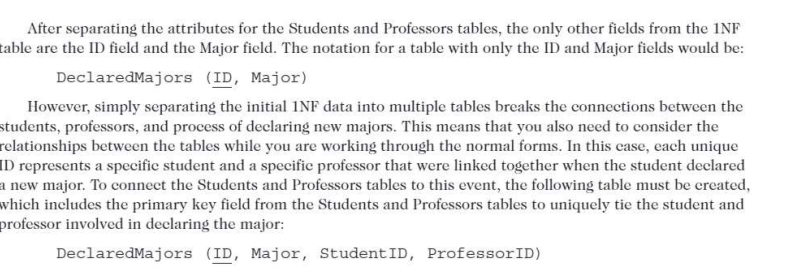 After separating the attributes for the Students and Professors tables, the only other fields from the 1NF
table are the ID field and the Major field. The notation for a table with only the ID and Major fields would be:
DeclaredMajors (ID, Major)
However, simply separating the initial 1NF data into multiple tables breaks the connections between the
students, professors, and process of declaring new majors. This means that you also need to consider the
relationships between the tables while you are working through the normal forms. In this case, each unique
ID represents a specific student and a specific professor that were linked together when the student declared
a new major. To connect the Students and Professors tables to this event, the following table must be created,
which includes the primary key field from the Students and Professors tables to uniquely tie the student and
professor involved in declaring the major:
DeclaredMajors (ID, Major, StudentID, ProfessorID)